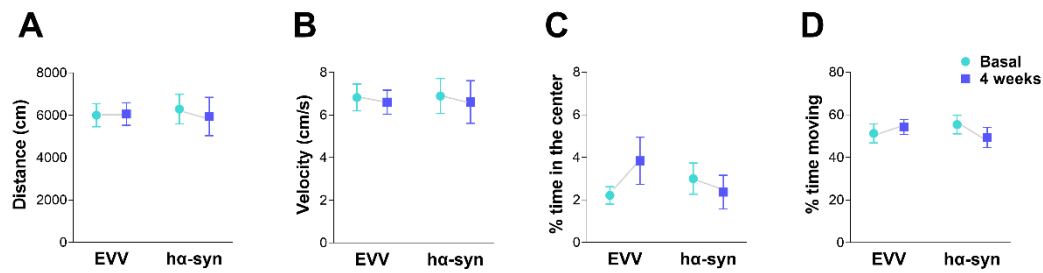 A
Distance (cm)
8000
6000
4000
2000
0
EVV hα-syn
B
Velocity (cm/s)
8
6
4
2
0
EVV hα-syn
C
% time in the center
8
6
4
2
0
EVV hα-syn
D
% time moving
80
60
40
20
0
EVV hα-syn
Basal
4 weeks